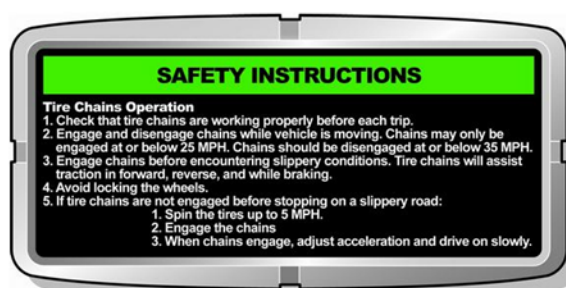 SAFETY INSTRUCTIONS
Tire Chains Operation
1. Check that tire chains are working properly before each trip.
2. Engage and disengage chains while vehicle is moving. Chains may only be
engaged at or below 25 MPH. Chains should be disengaged at or below 35 MPH.
3. Engage chains before encountering slippery conditions. Tire chains will assist
traction in forward, reverse, and while braking.
4. Avoid locking the wheels.
5. If tire chains are not engaged before stopping on a slippery road:
1. Spin the tires up to 5 MPH.
2. Engage the chains
3. When chains engage, adjust acceleration and drive on slowly.